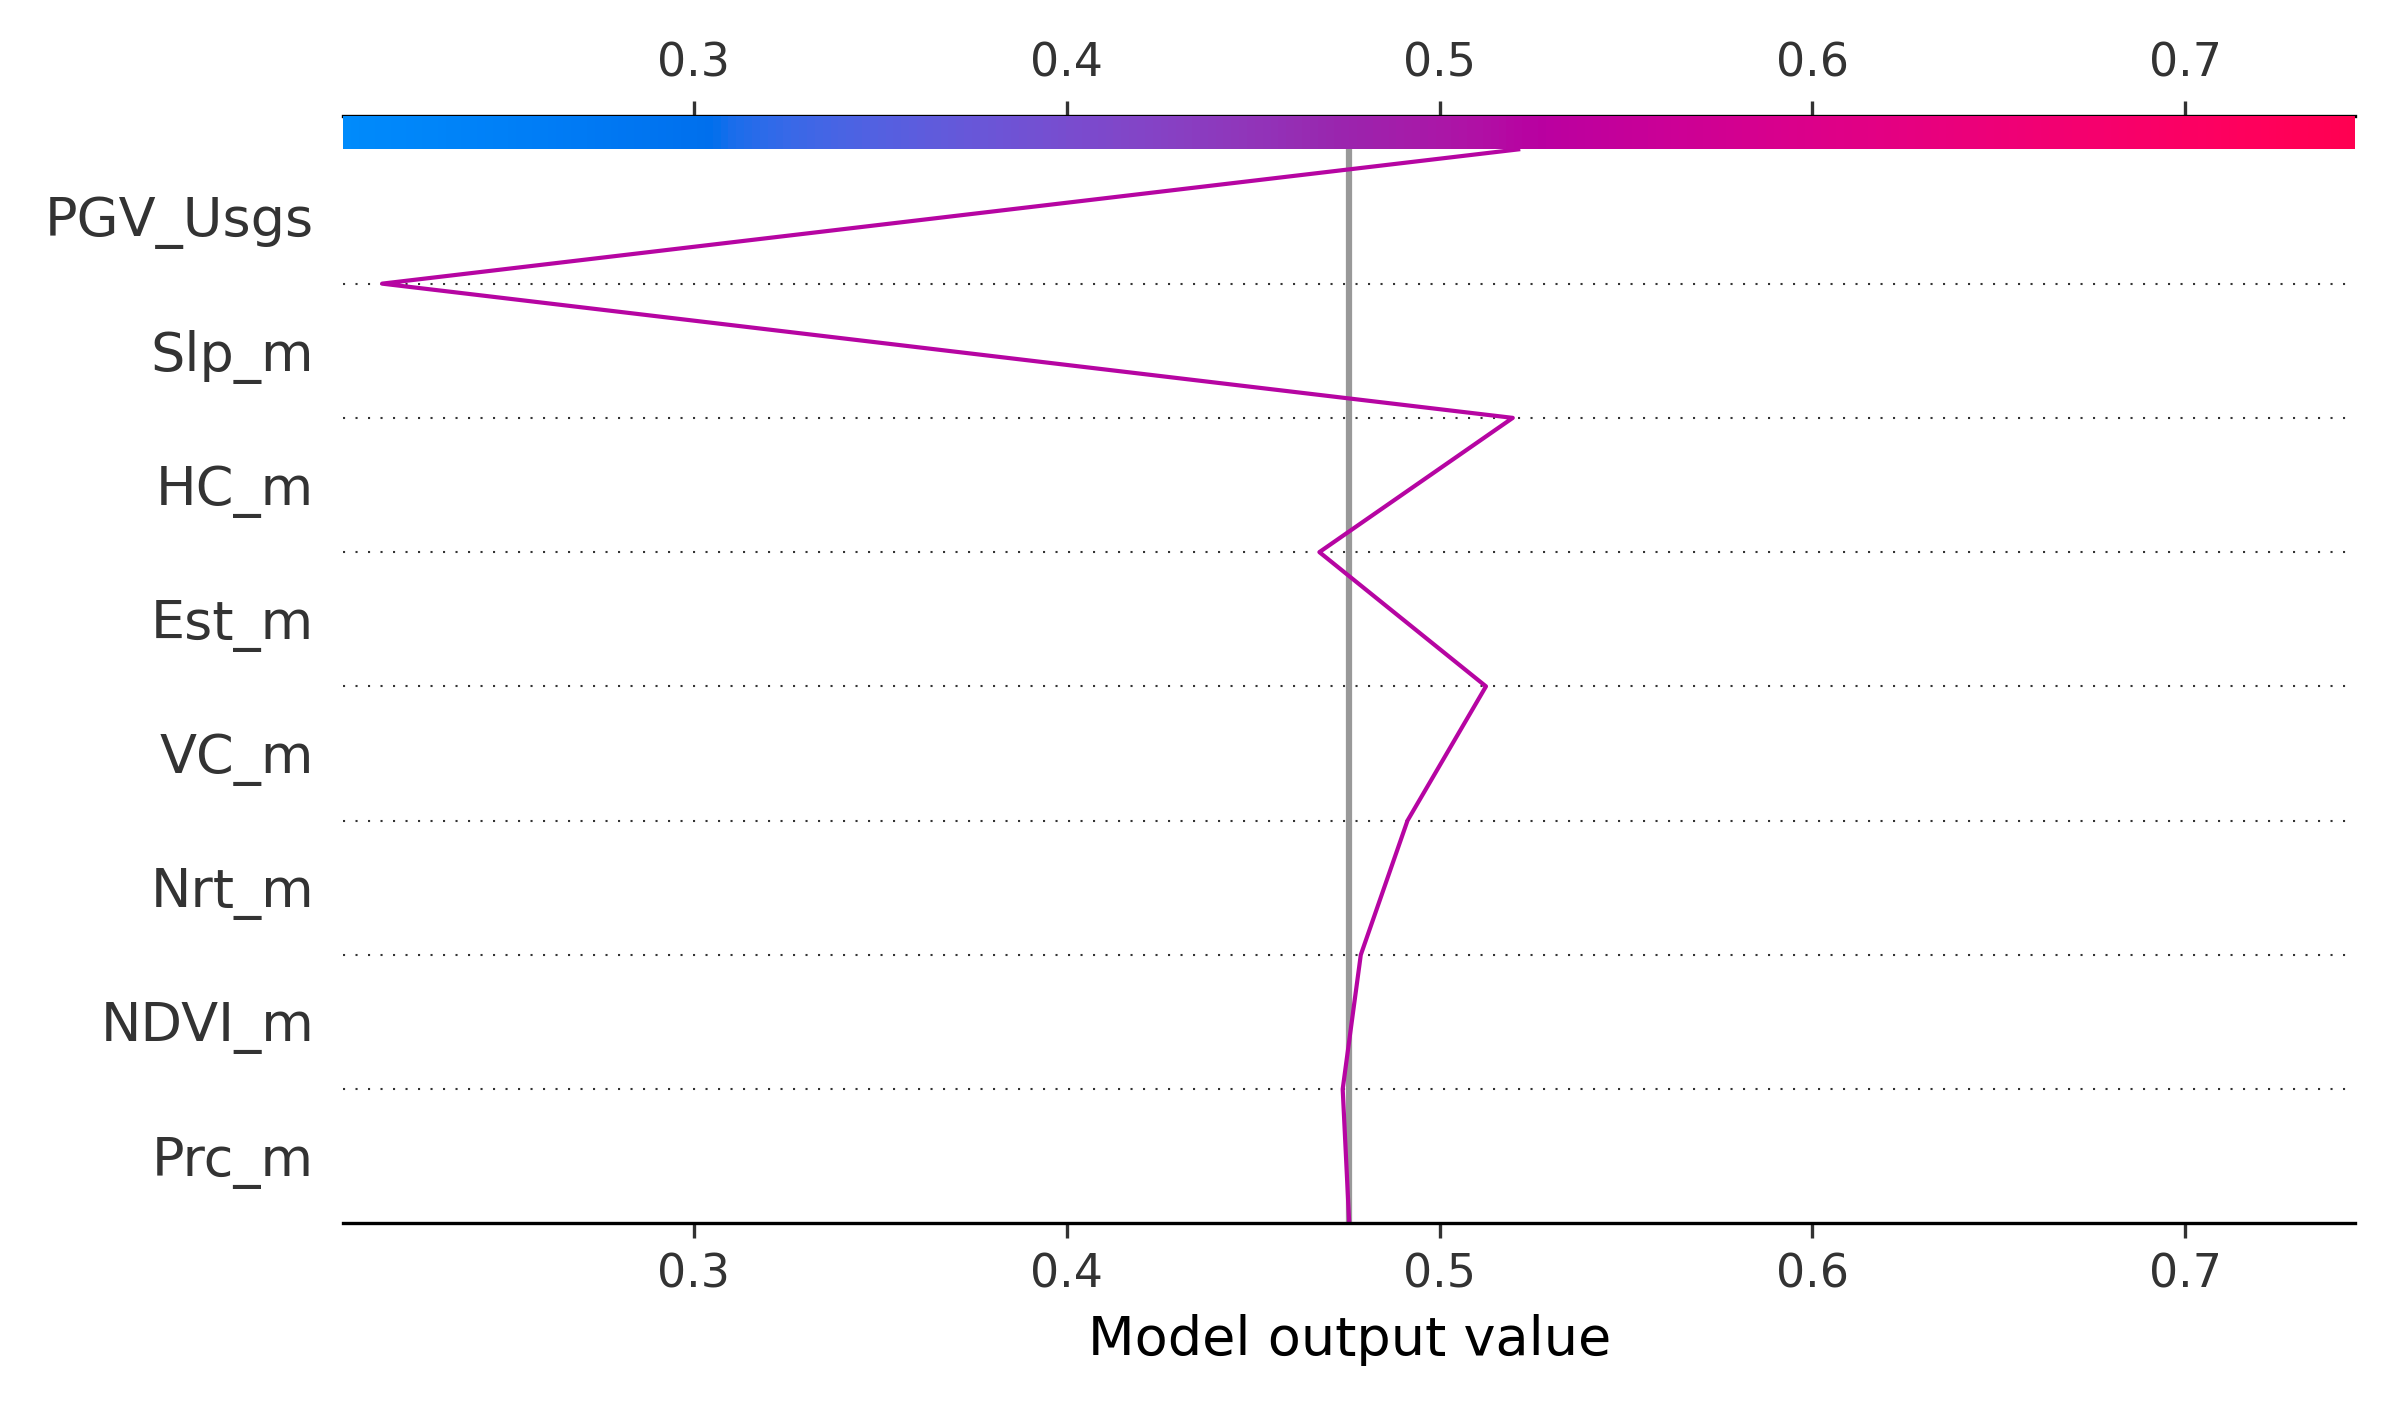 0.3 0.4 0.5 0.6 0.7
PGV_Usgs
Slp_m
HC_m
Est_m
VC_m
Nrt_m
NDVI_m
Prc_m
0.3 0.4 0.5 0.6 0.7
Model output value